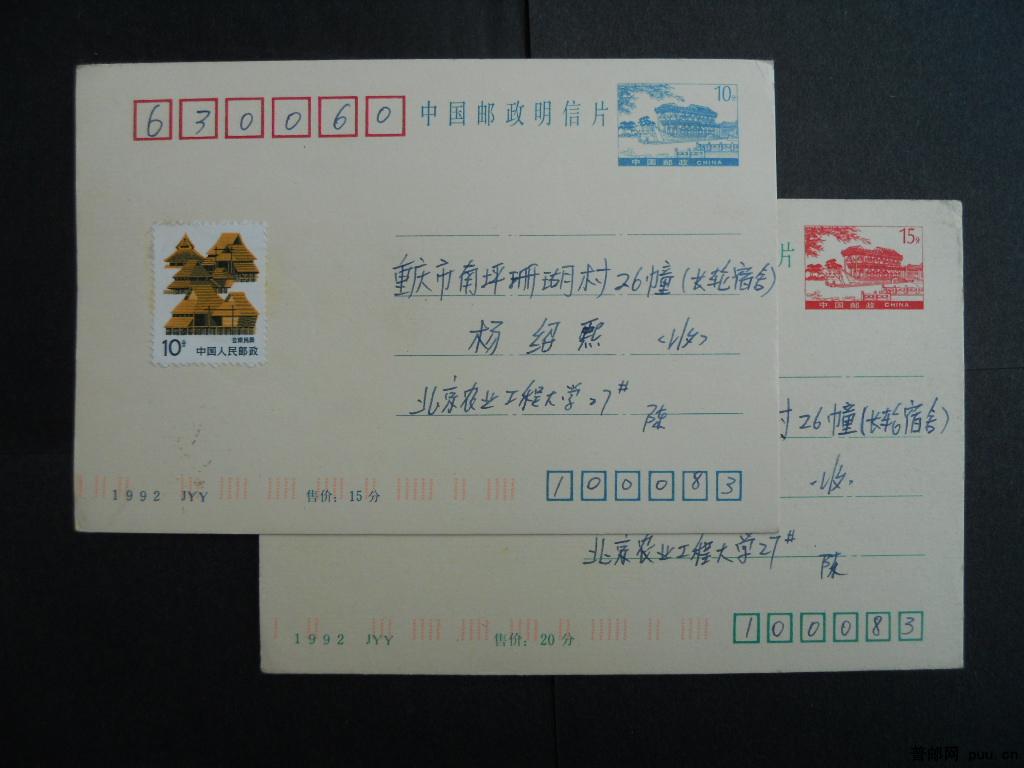 630060 中国邮政明信片
10分
中国邮政 CHINA
重庆市南坪珊瑚村26幢(长轮宿舍)
杨绍熙 <收>
北京农业工程大学27#
陈
10分
云南民居
中国人民邮政
1992 JYY 售价：15分
100083
片
15分
中国邮政 CHINA
村26幢(长轮宿舍)
<收>
北京农业工程大学27#
陈
1992 JYY 售价：20分
100083
普邮网 puu.cn